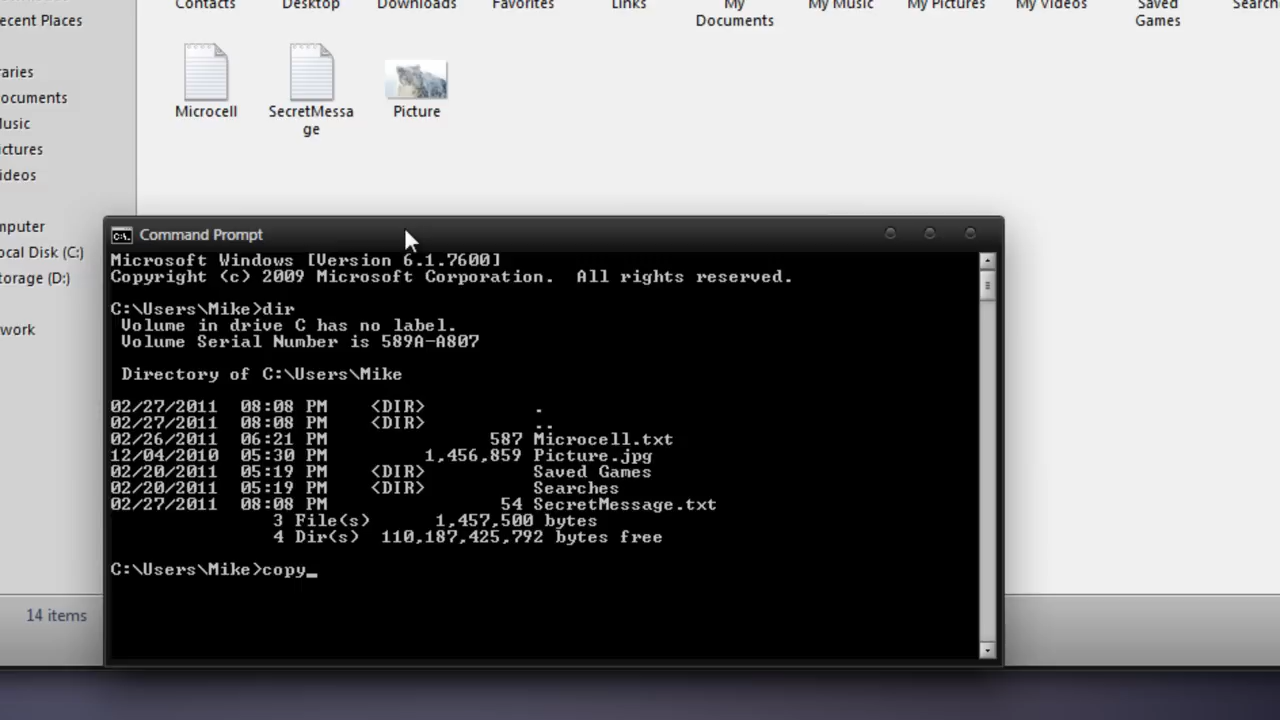 Contacts Desktop Downloads Favorites Links My Documents My Music My Pictures My Videos Saved Games
ecent Places
Microcell SecretMessage Picture
raries
ocuments
Music
ictures
ideos
mputer
ocal Disk (C:)
torage (D:)
work
14 items
Command Prompt
Microsoft Windows [Version 6.1.7600]
Copyright (c) 2009 Microsoft Corporation.  All rights reserved.
C:\Users\Mike>dir
Volume in drive C has no label.
Volume Serial Number is 589A-A807
Directory of C:\Users\Mike
02/27/2011  08:08 PM    <DIR>          .
02/27/2011  08:08 PM    <DIR>          ..
02/26/2011  06:21 PM               587 Microcell.txt
12/04/2010  05:30 PM         1,456,859 Picture.jpg
02/20/2011  05:19 PM    <DIR>          Saved Games
02/20/2011  05:19 PM    <DIR>          Searches
02/27/2011  08:08 PM                54 SecretMessage.txt
3 File(s)      1,457,500 bytes
4 Dir(s)  110,187,425,792 bytes free
C:\Users\Mike>copy_